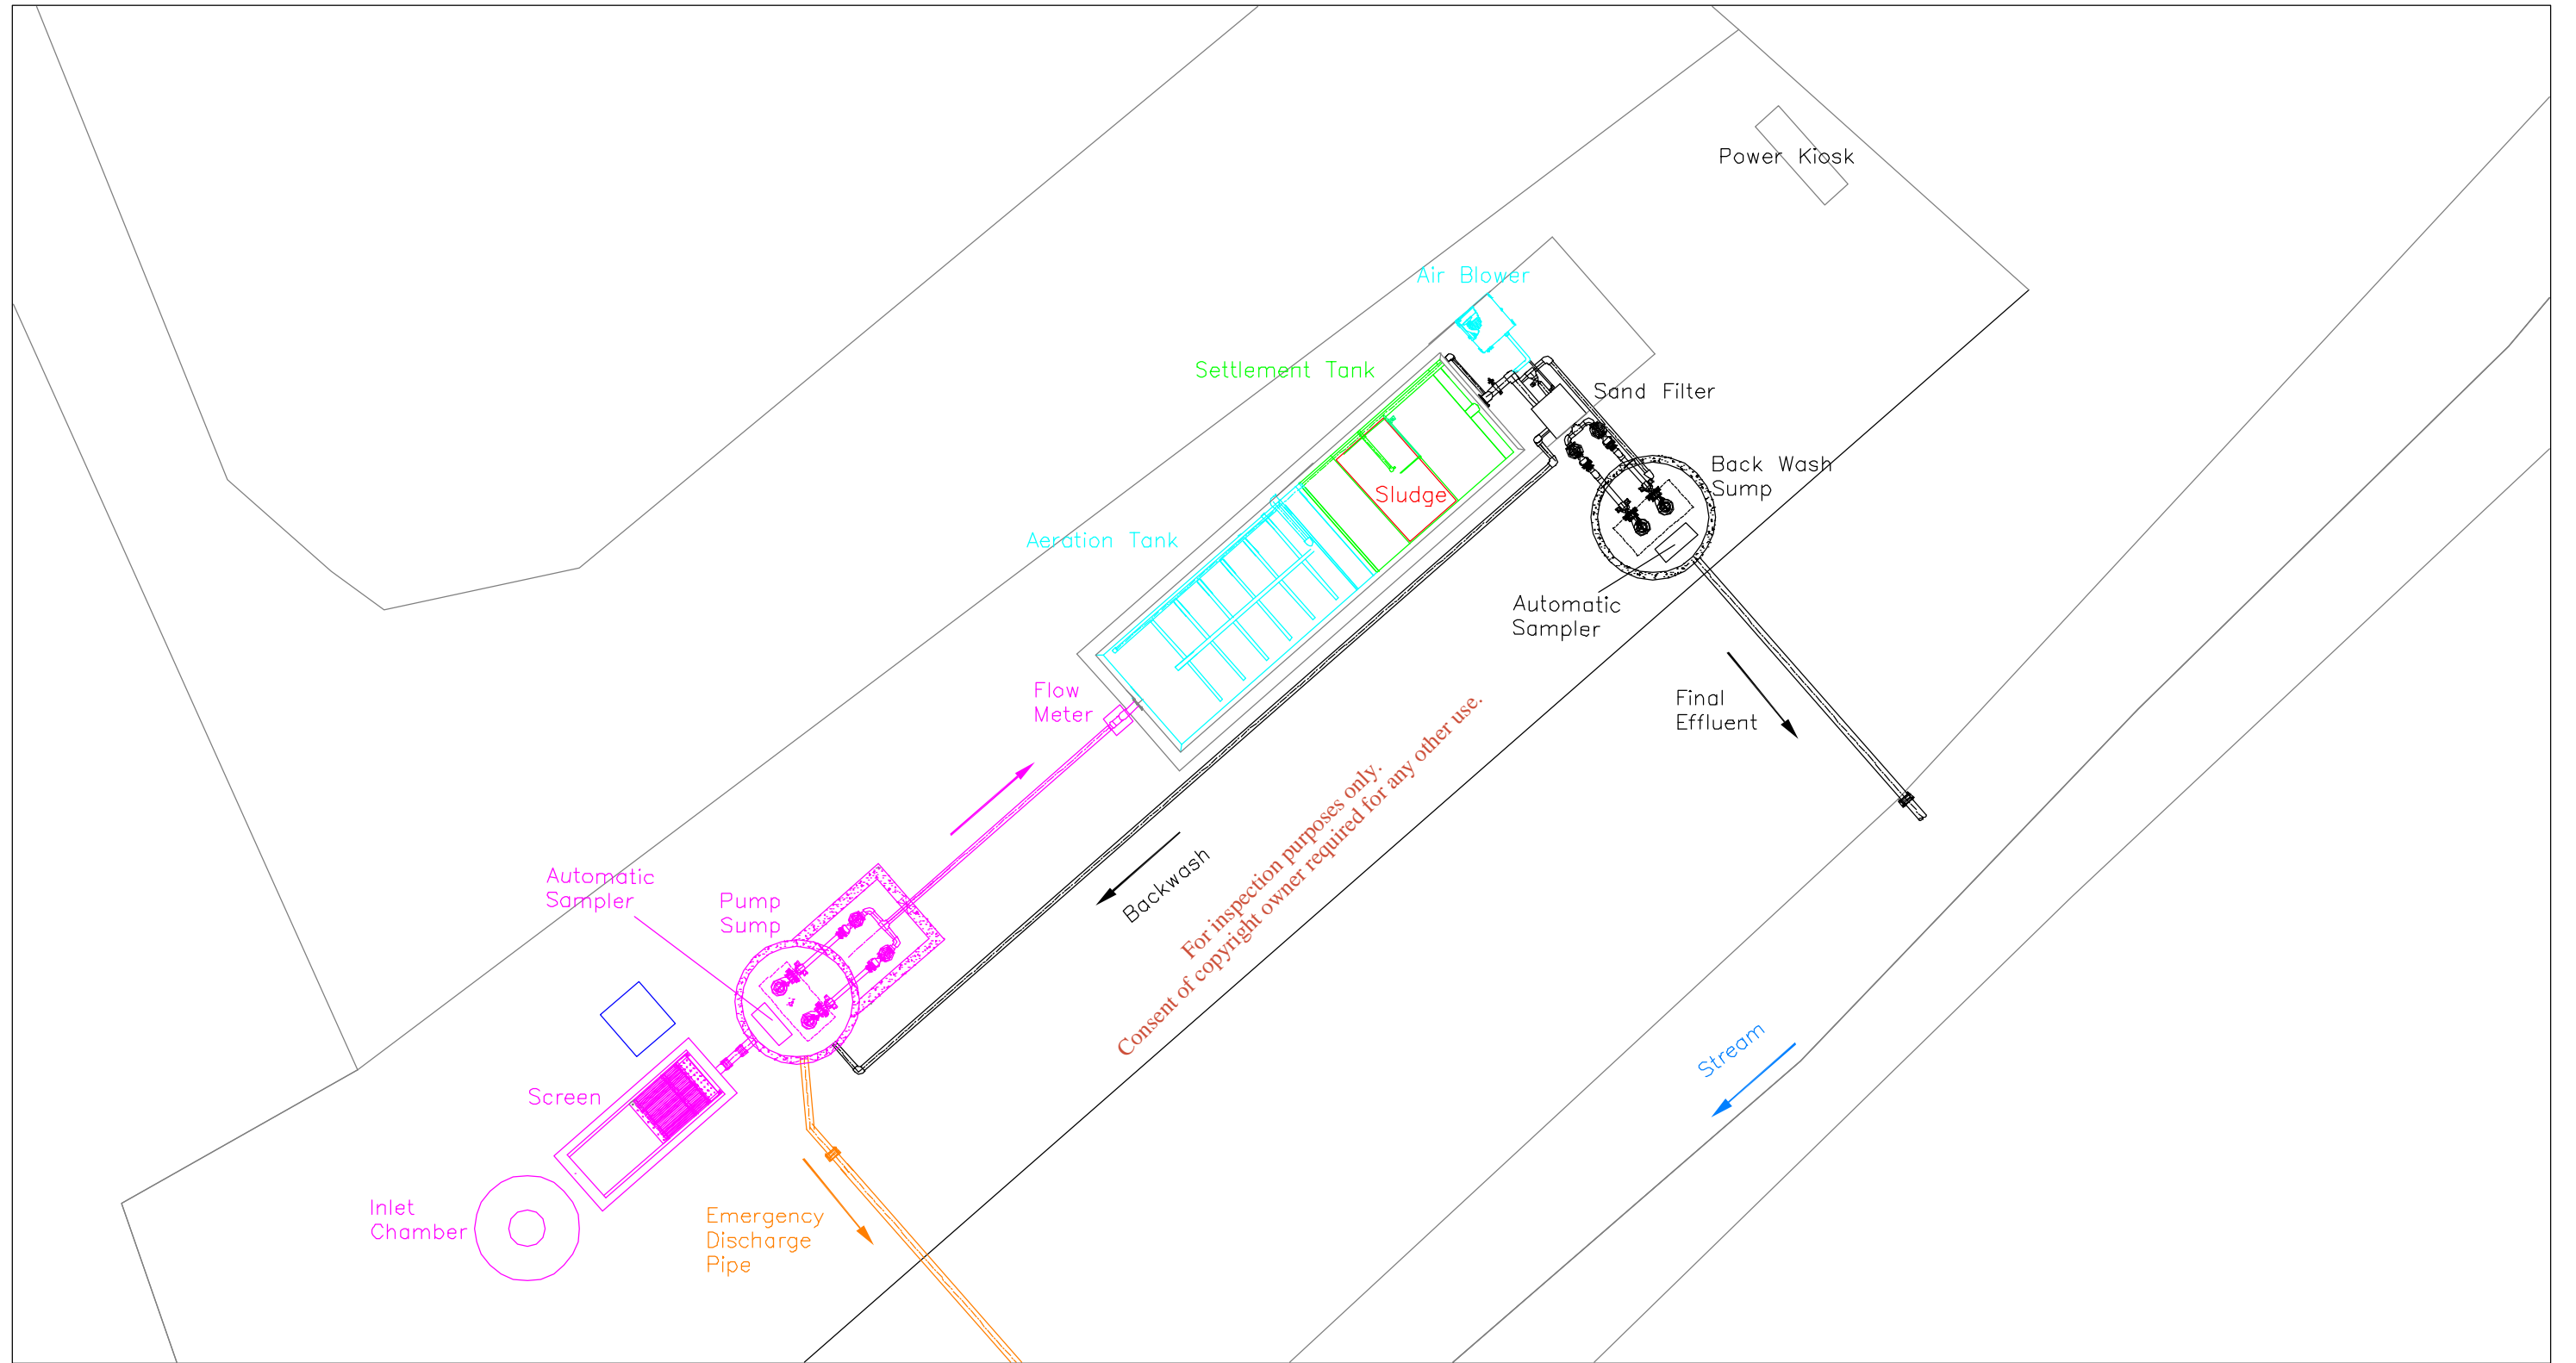 Power Kiosk
Air Blower
Settlement Tank
Sand Filter
Back Wash
Sump
Sludge
Aeration Tank
Automatic
Sampler
Flow
Meter
Final
Effluent
For inspection purposes only.
Consent of copyright owner required for any other use.
Backwash
Automatic
Sampler
Pump
Sump
Stream
Screen
Inlet
Chamber
Emergency
Discharge
Pipe